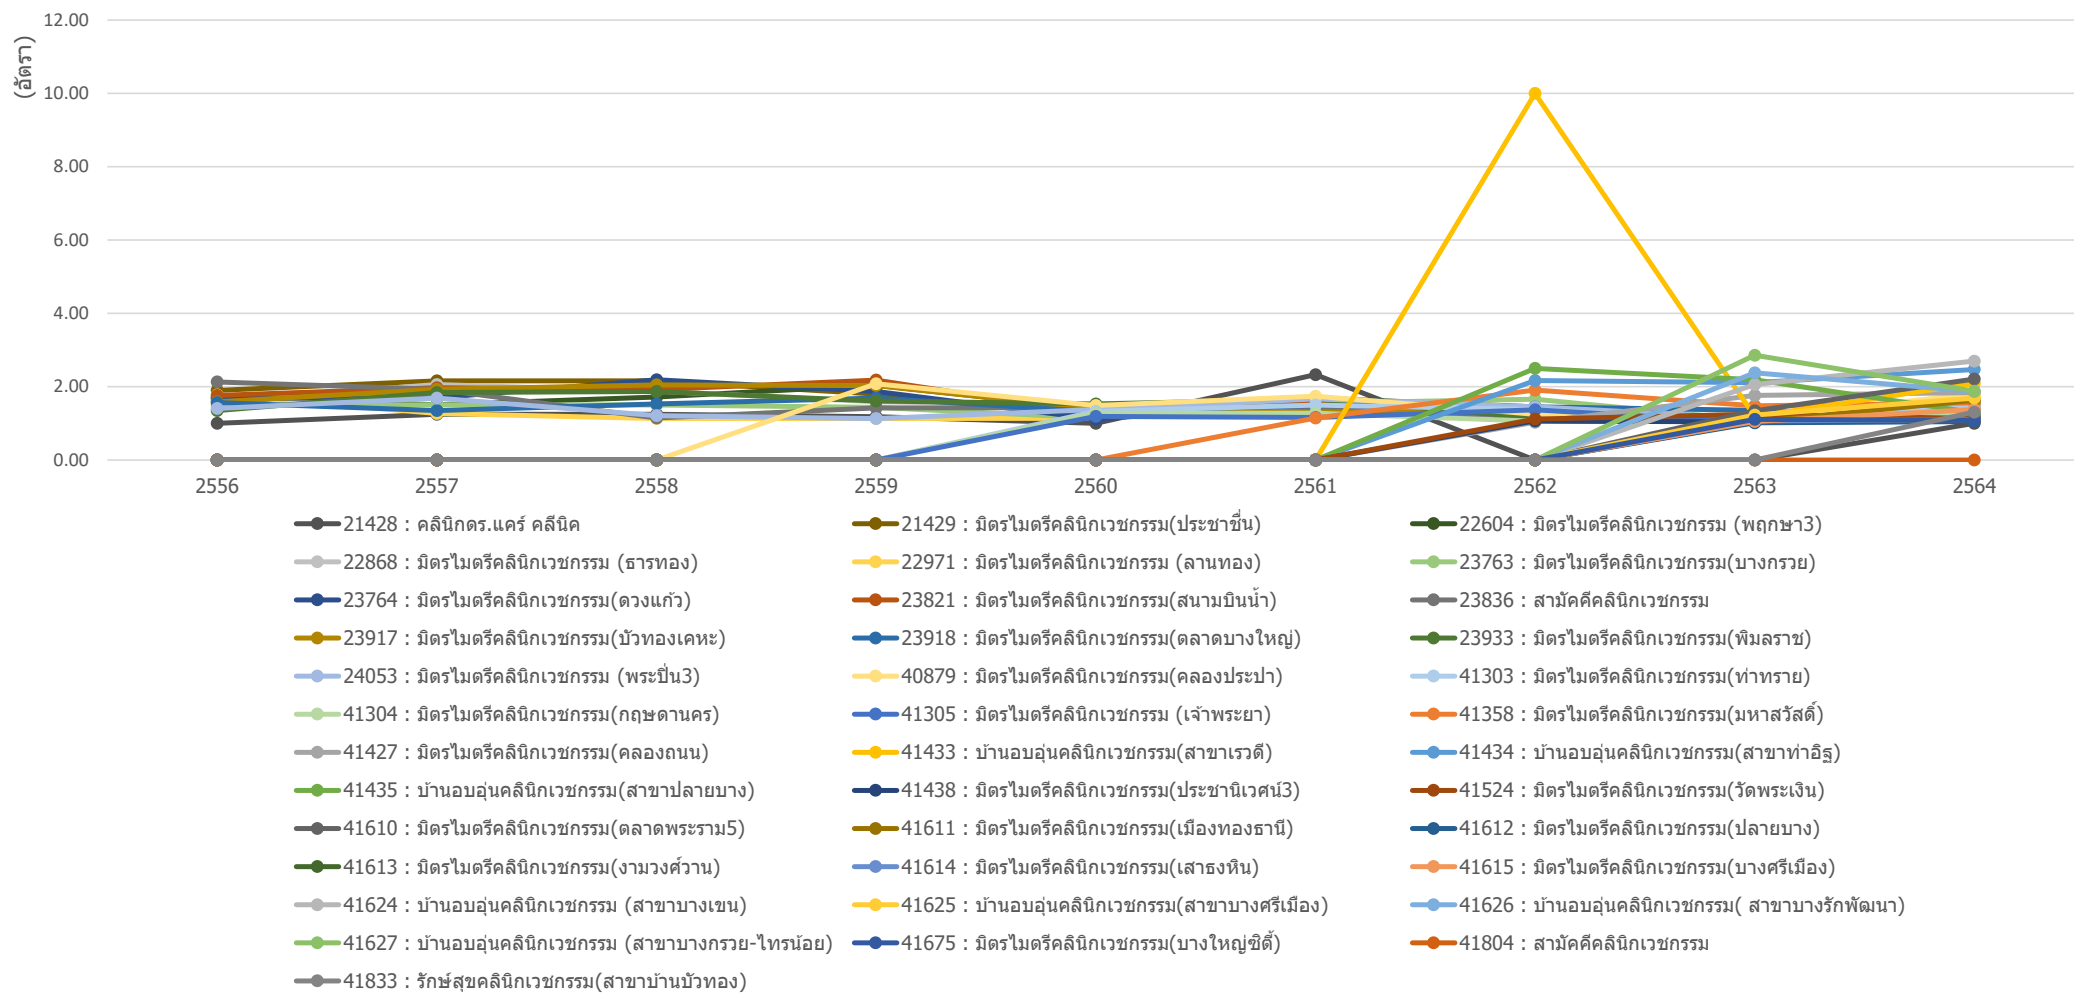 12.00
(อัตรา)
10.00
8.00
6.00
4.00
2.00
0.00
2556 2557 2558 2559 2560 2561 2562 2563 2564
21428 : คลินิกดร.แคร์ คลีนิค 21429 : มิตรไมตรีคลินิกเวชกรรม(ประชาชื่น) 22604 : มิตรไมตรีคลินิกเวชกรรม (พฤกษา3)
22868 : มิตรไมตรีคลินิกเวชกรรม (ธารทอง) 22971 : มิตรไมตรีคลินิกเวชกรรม (ลานทอง) 23763 : มิตรไมตรีคลินิกเวชกรรม(บางกรวย)
23764 : มิตรไมตรีคลินิกเวชกรรม(ดวงแก้ว) 23821 : มิตรไมตรีคลินิกเวชกรรม(สนามบินน้ำ) 23836 : สามัคคีคลินิกเวชกรรม
23917 : มิตรไมตรีคลินิกเวชกรรม(บัวทองเคหะ) 23918 : มิตรไมตรีคลินิกเวชกรรม(ตลาดบางใหญ่) 23933 : มิตรไมตรีคลินิกเวชกรรม(พิมลราช)
24053 : มิตรไมตรีคลินิกเวชกรรม (พระปิ่น3) 40879 : มิตรไมตรีคลินิกเวชกรรม(คลองประปา) 41303 : มิตรไมตรีคลินิกเวชกรรม(ท่าทราย)
41304 : มิตรไมตรีคลินิกเวชกรรม(กฤษดานคร) 41305 : มิตรไมตรีคลินิกเวชกรรม (เจ้าพระยา) 41358 : มิตรไมตรีคลินิกเวชกรรม(มหาสวัสดิ์)
41427 : มิตรไมตรีคลินิกเวชกรรม(คลองถนน) 41433 : บ้านอบอุ่นคลินิกเวชกรรม(สาขาเรวดี) 41434 : บ้านอบอุ่นคลินิกเวชกรรม(สาขาท่าอิฐ)
41435 : บ้านอบอุ่นคลินิกเวชกรรม(สาขาปลายบาง) 41438 : มิตรไมตรีคลินิกเวชกรรม(ประชานิเวศน์3) 41524 : มิตรไมตรีคลินิกเวชกรรม(วัดพระเงิน)
41610 : มิตรไมตรีคลินิกเวชกรรม(ตลาดพระราม5) 41611 : มิตรไมตรีคลินิกเวชกรรม(เมืองทองธานี) 41612 : มิตรไมตรีคลินิกเวชกรรม(ปลายบาง)
41613 : มิตรไมตรีคลินิกเวชกรรม(งามวงศ์วาน) 41614 : มิตรไมตรีคลินิกเวชกรรม(เสาธงหิน) 41615 : มิตรไมตรีคลินิกเวชกรรม(บางศรีเมือง)
41624 : บ้านอบอุ่นคลินิกเวชกรรม (สาขาบางเขน) 41625 : บ้านอบอุ่นคลินิกเวชกรรม(สาขาบางศรีเมือง) 41626 : บ้านอบอุ่นคลินิกเวชกรรม( สาขาบางรักพัฒนา)
41627 : บ้านอบอุ่นคลินิกเวชกรรม (สาขาบางกรวย-ไทรน้อย) 41675 : มิตรไมตรีคลินิกเวชกรรม(บางใหญ่ซิตี้) 41804 : สามัคคีคลินิกเวชกรรม
41833 : รักษ์สุขคลินิกเวชกรรม(สาขาบ้านบัวทอง)